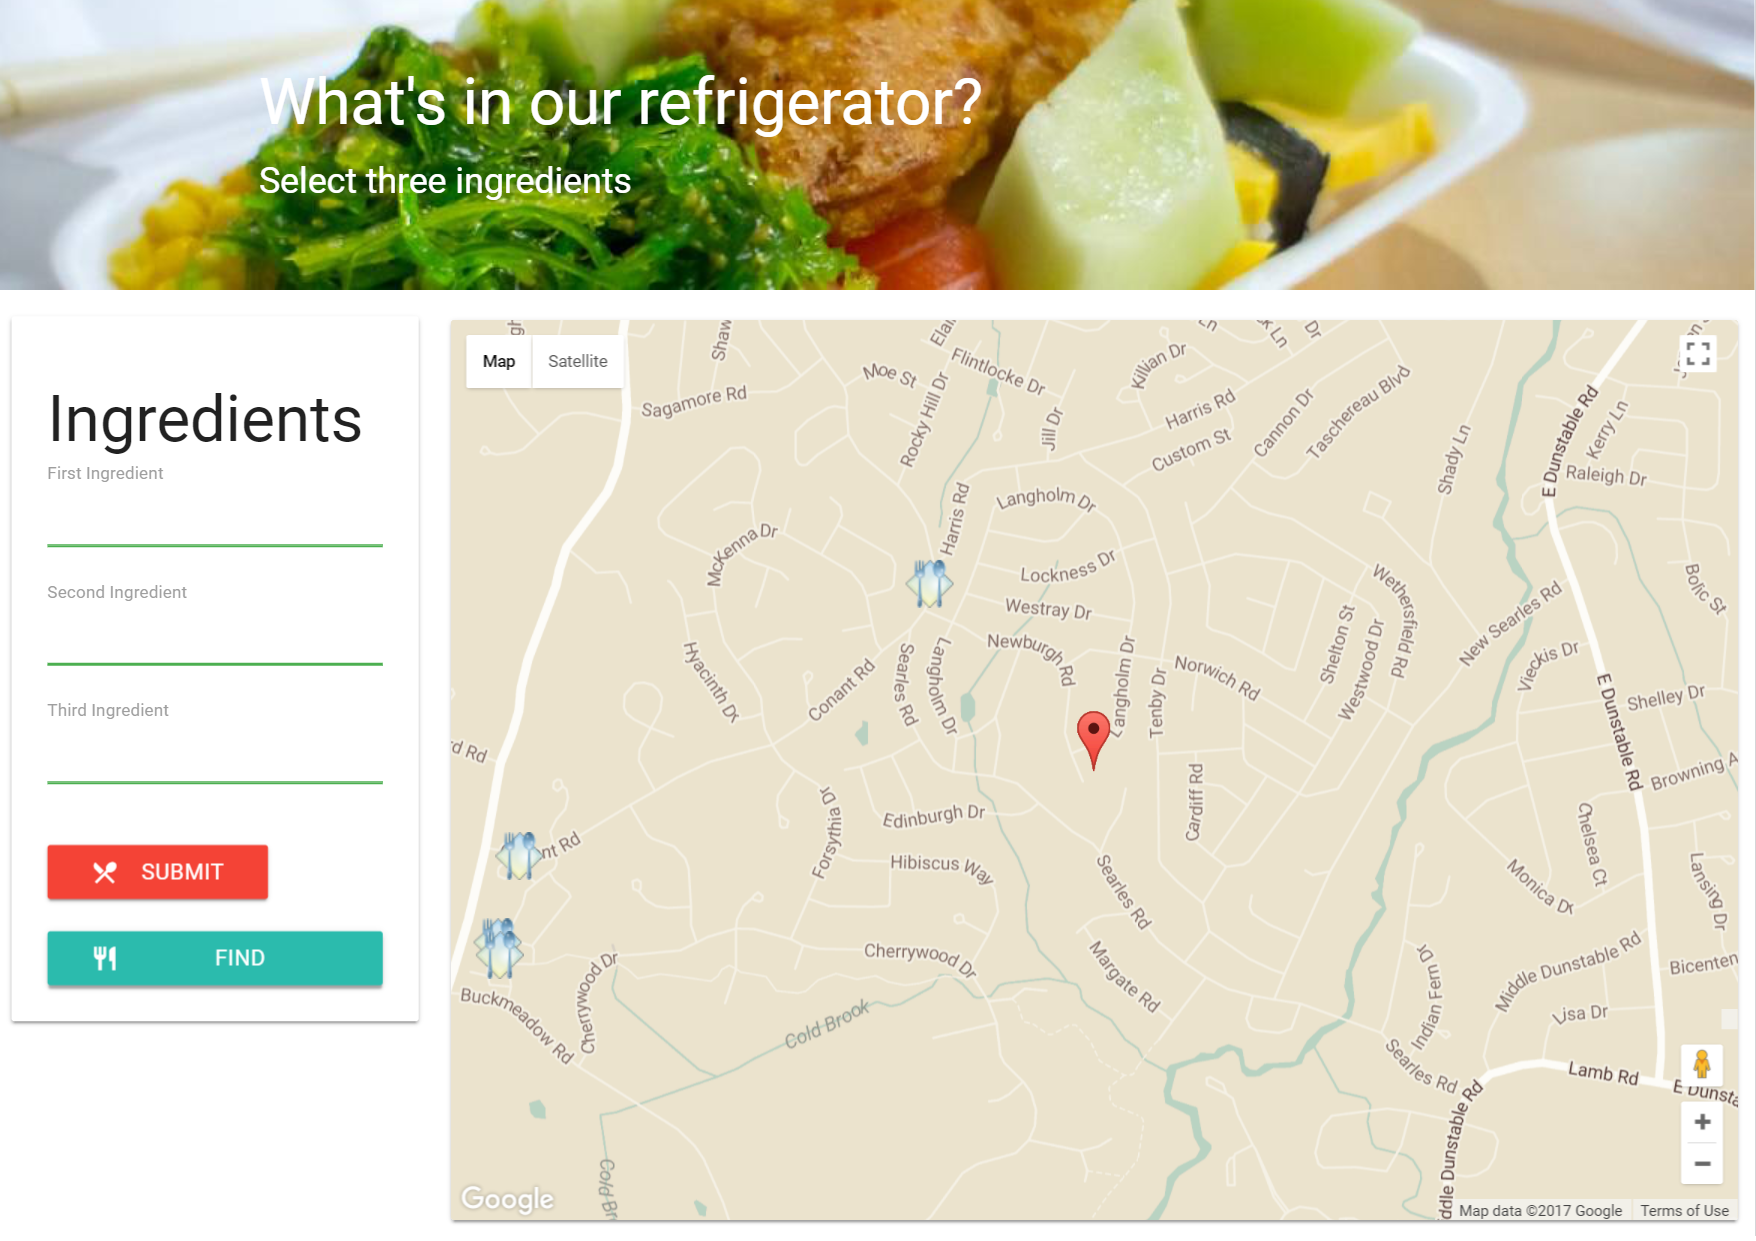 What's in our refrigerator?
Select three ingredients
Ingredients
First Ingredient
Second Ingredient
Third Ingredient
SUBMIT
FIND
Map
Satellite
Shaw
Sagamore Rd
Moe St
Rocky Hill Dr
Flintlocke Dr
Jill Dr
Killian Dr
Ln
Ln
Dr
Harris Rd
Custom St
Cannon Dr
Taschereau Blvd
Shady Ln
E Dunstable Rd
Kerry Ln
Raleigh Dr
Langholm Dr
Harris Rd
McKenna Dr
Lockness Dr
Westray Dr
Newburgh Rd
Wethersfield Rd
Shelton St
Westwood Dr
New Searles Rd
Vieckis Dr
Bolic St
Hyacinth Dr
Conant Rd
Searles Rd
Langholm Dr
Langholm Dr
Tenby Dr
Norwich Rd
E Dunstable Rd
Shelley Dr
rd Rd
Cardiff Rd
Browning A
Forsythia Dr
Edinburgh Dr
Hibiscus Way
nt Rd
Searles Rd
Chelsea Ct
Monica Dr
Lansing Dr
Cherrywood Dr
Cherrywood Dr
Margate Rd
Indian Fern Dr
Middle Dunstable Rd
Bicenten
Buckmeadow Rd
Cold Brook
Lisa Dr
Searles Rd
Lamb Rd
E Dunsta
ddle Dunstable Rd
Cold Br
Google
Map data ©2017 Google
Terms of Use